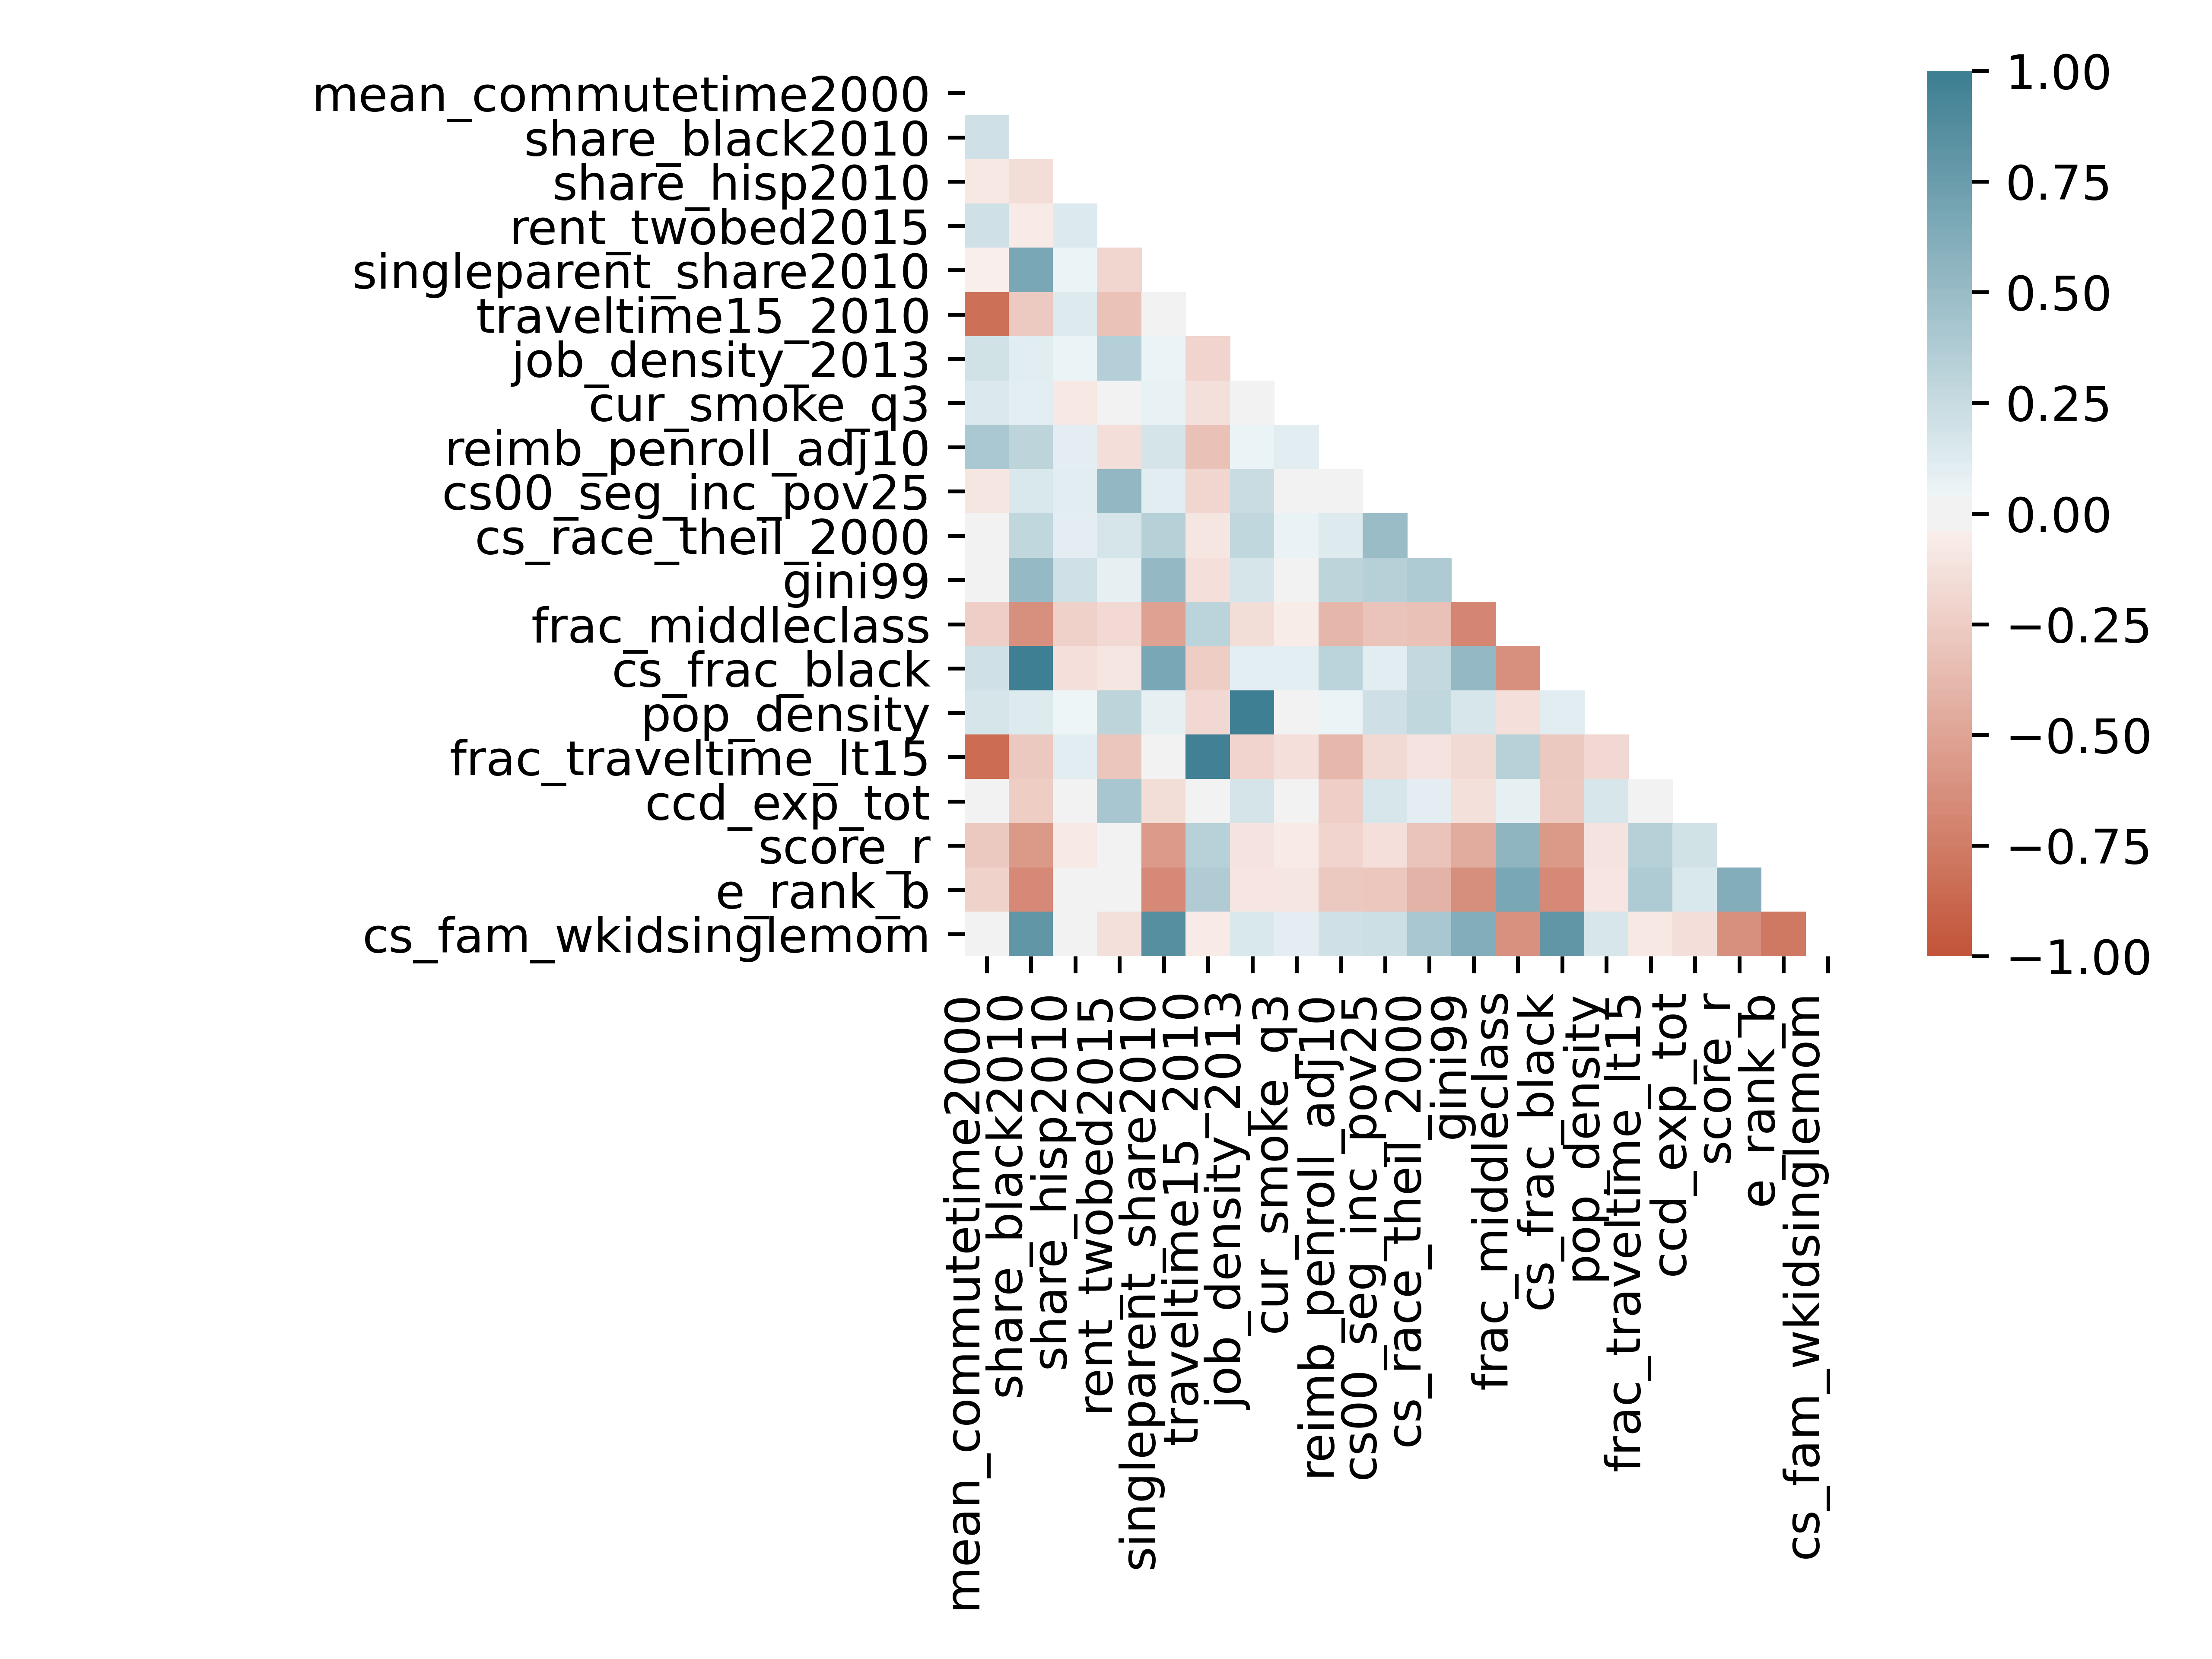 mean_commutetime2000
share_black2010
share_hisp2010
rent_twobed2015
singleparent_share2010
traveltime15_2010
job_density_2013
cur_smoke_q3
reimb_penroll_adj10
cs00_seg_inc_pov25
cs_race_theil_2000
gini99
frac_middleclass
cs_frac_black
pop_density
frac_traveltime_lt15
ccd_exp_tot
score_r
e_rank_b
cs_fam_wkidsinglemom
mean_commutetime2000
share_black2010
share_hisp2010
rent_twobed2015
singleparent_share2010
traveltime15_2010
job_density_2013
cur_smoke_q3
reimb_penroll_adj10
cs00_seg_inc_pov25
cs_race_theil_2000
gini99
frac_middleclass
cs_frac_black
pop_density
frac_traveltime_lt15
ccd_exp_tot
score_r
e_rank_b
cs_fam_wkidsinglemom
1.00
0.75
0.50
0.25
0.00
−0.25
−0.50
−0.75
−1.00